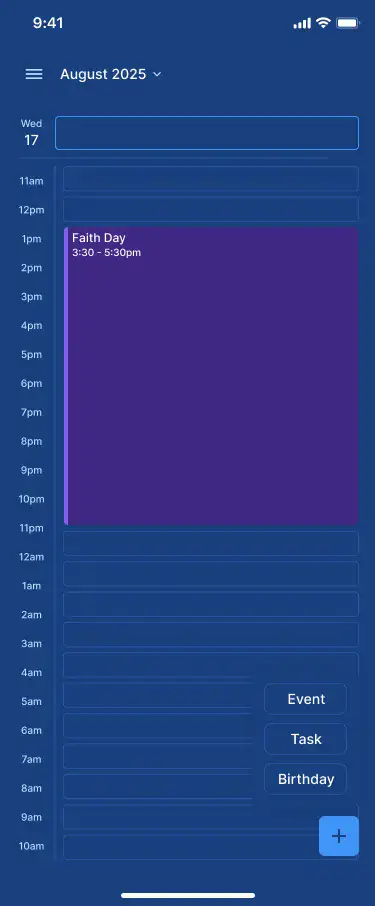 9:41
August 2025
Wed
17
11am
12pm
1pm
Faith Day
3:30 - 5:30pm
2pm
3pm
4pm
5pm
6pm
7pm
8pm
9pm
10pm
11pm
12am
1am
2am
3am
4am
5am
Event
6am
Task
7am
8am
Birthday
9am
10am